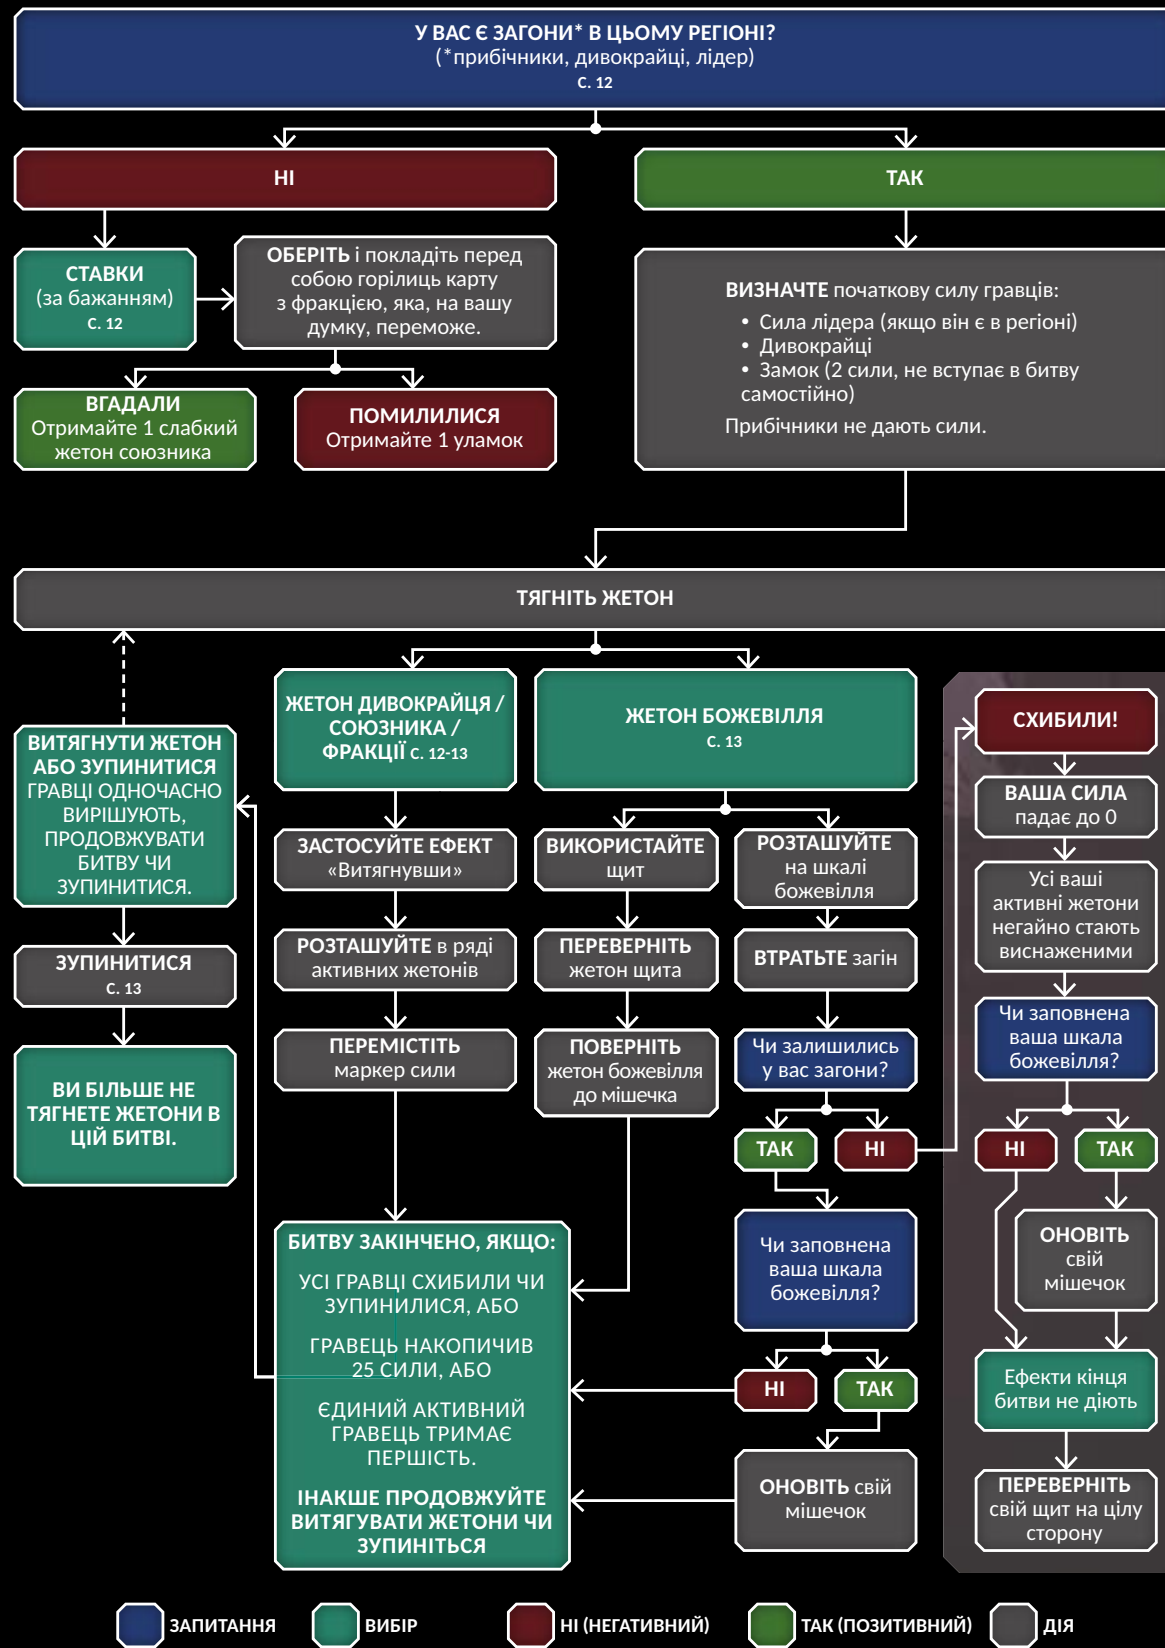 У ВАС Є ЗАГОНИ* В ЦЬОМУ РЕГІОНІ?
(*прибічники, дивокрайці, лідер)
С. 12
НІ
ТАК
СТАВКИ
(за бажанням)
С. 12
ОБЕРІТЬ і покладіть перед
собою горілиць карту
з фракцією, яка, на вашу
думку, переможе.
ВГАДАЛИ
Отримайте 1 слабкий
жетон союзника
ПОМИЛИЛИСЯ
Отримайте 1 уламок
ВИЗНАЧТЕ початкову силу гравців:
• Сила лідера (якщо він є в регіоні)
• Дивокрайці
• Замок (2 сили, не вступає в битву
самостійно)
Прибічники не дають сили.
ТЯГНІТЬ ЖЕТОН
ВИТЯГНУТИ ЖЕТОН
АБО ЗУПИНИТИСЯ
ГРАВЦІ ОДНОЧАСНО
ВИРІШУЮТЬ,
ПРОДОВЖУВАТИ
БИТВУ ЧИ
ЗУПИНИТИСЯ.
ЗУПИНИТИСЯ
С. 13
ВИ БІЛЬШЕ НЕ
ТЯГНЕТЕ ЖЕТОНИ В
ЦІЙ БИТВІ.
ЖЕТОН ДИВОКРАЙЦЯ /
СОЮЗНИКА /
ФРАКЦІЇ С. 12-13
ЗАСТОСУЙТЕ ЕФЕКТ
«Витягнувши»
РОЗТАШУЙТЕ в ряді
активних жетонів
ПЕРЕМІСТІТЬ
маркер сили
ЖЕТОН БОЖЕВІЛЛЯ
С. 13
ВИКОРИСТАЙТЕ
щит
ПЕРЕВЕРНІТЬ
жетон щита
ПОВЕРНІТЬ
жетон божевілля
до мішечка
РОЗТАШУЙТЕ
на шкалі
божевілля
ВТРАТЬТЕ загін
Чи залишились
у вас загони?
ТАК
НІ
Чи заповнена
ваша шкала
божевілля?
НІ
ТАК
ОНОВІТЬ свій
мішечок
БИТВУ ЗАКІНЧЕНО, ЯКЩО:
УСІ ГРАВЦІ СХИБИЛИ ЧИ
ЗУПИНИЛИСЯ, АБО
ГРАВЕЦЬ НАКОПИЧИВ
25 СИЛИ, АБО
ЄДИНИЙ АКТИВНИЙ
ГРАВЕЦЬ ТРИМАЄ
ПЕРШІСТЬ.
ІНАКШЕ ПРОДОВЖУЙТЕ
ВИТЯГУВАТИ ЖЕТОНИ ЧИ
ЗУПИНІТЬСЯ
СХИБИЛИ!
ВАША СИЛА
падає до 0
Усі ваші
активні жетони
негайно стають
виснаженими
Чи заповнена
ваша шкала
божевілля?
НІ
ТАК
ОНОВІТЬ
свій
мішечок
Ефекти кінця
битви не діють
ПЕРЕВЕРНІТЬ
свій щит на цілу
сторону
ЗАПИТАННЯ
ВИБІР
НІ (НЕГАТИВНИЙ)
ТАК (ПОЗИТИВНИЙ)
ДІЯ